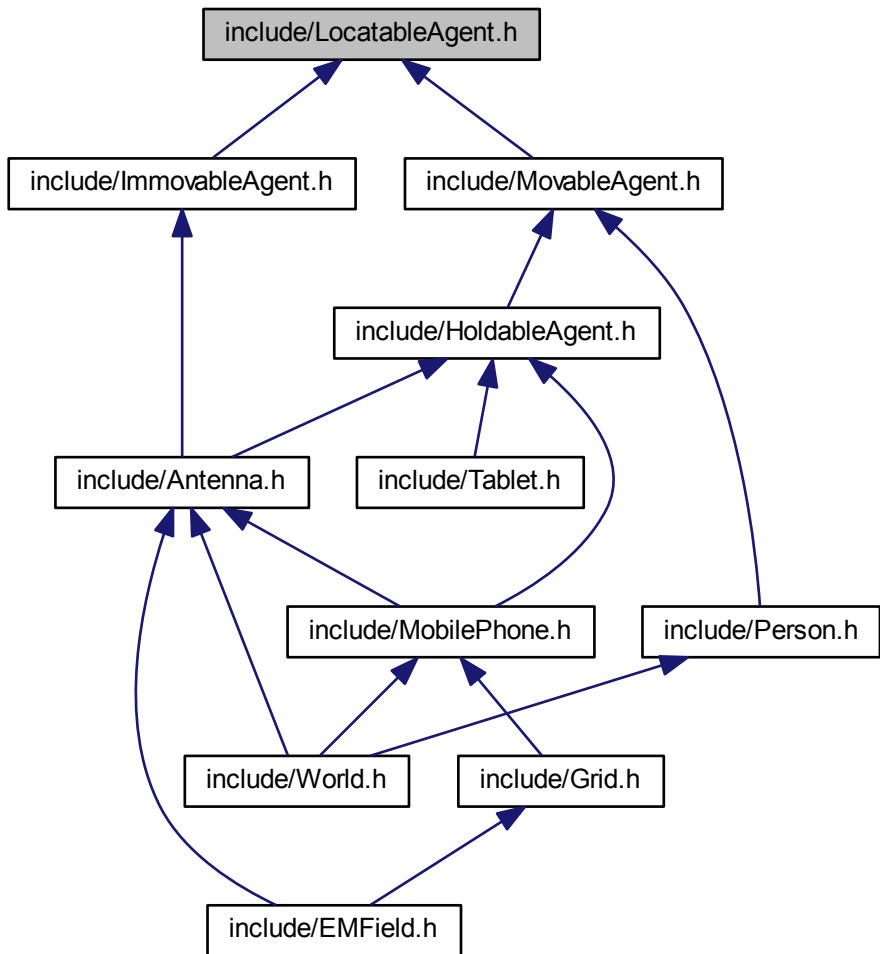 include/LocatableAgent.h
include/ImmovableAgent.h
include/MovableAgent.h
include/HoldableAgent.h
include/Antenna.h
include/Tablet.h
include/MobilePhone.h
include/Person.h
include/World.h
include/Grid.h
include/EMField.h